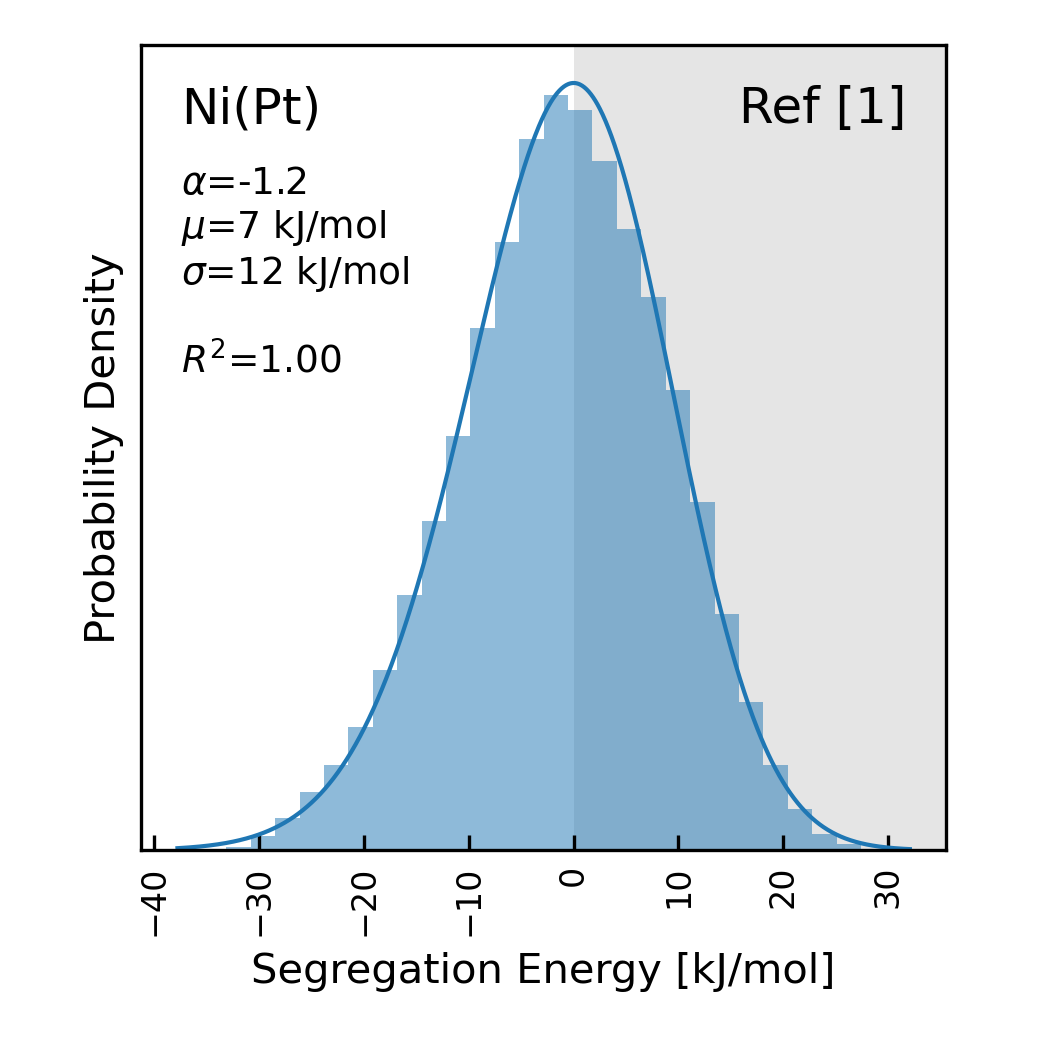 Ni(Pt)
Ref [1]
α=-1.2
μ=7 kJ/mol
σ=12 kJ/mol
R²=1.00
Probability Density
−40 −30 −20 −10 0 10 20 30
Segregation Energy [kJ/mol]